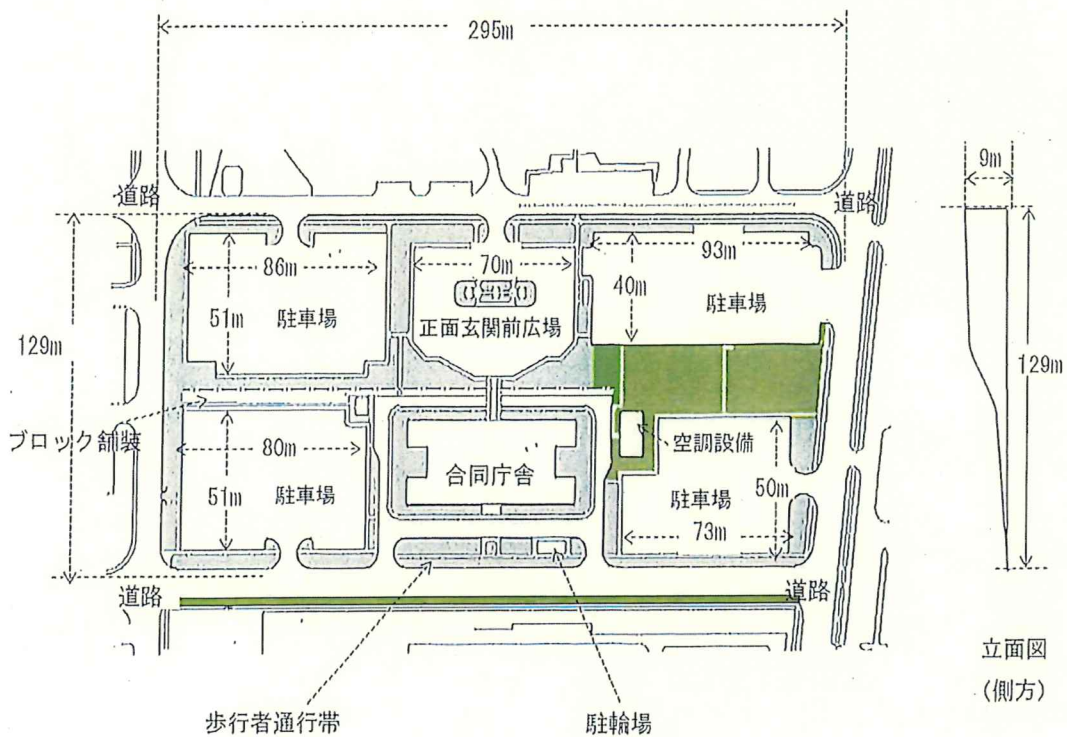 295m
9m
道路
道路
86m
70m
93m
51m
駐車場
40m
駐車場
正面玄関前広場
129m
129m
ブロック舗装
80m
空調設備
合同庁舎
51m
駐車場
駐車場
50m
73m
道路
道路
立面図
(側方)
歩行者通行帯
駐輪場